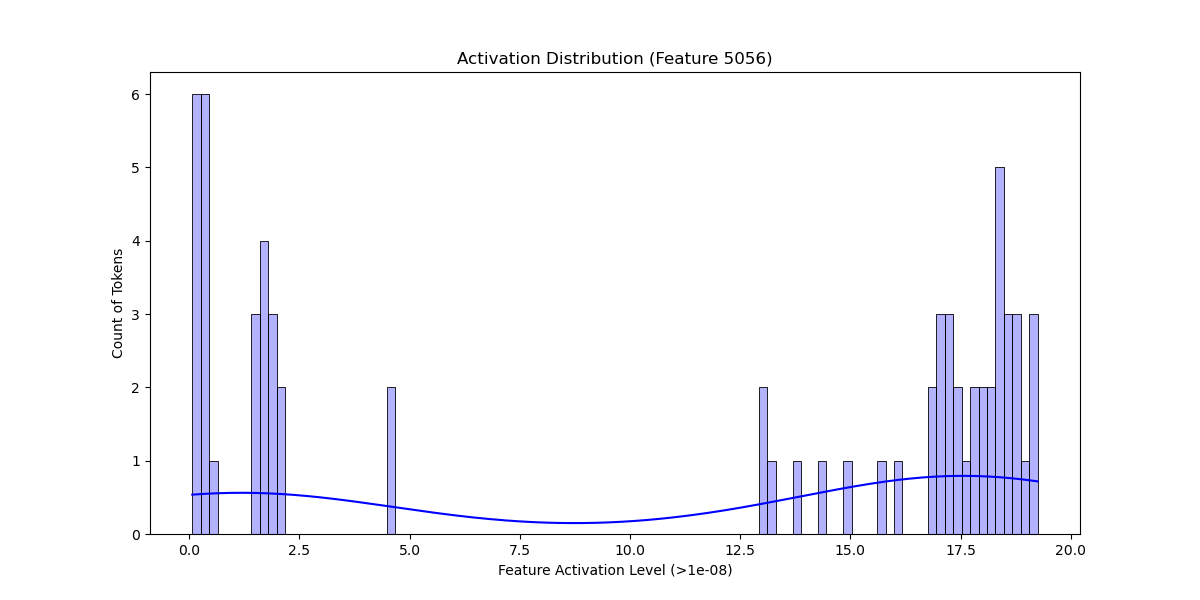 Activation Distribution (Feature 5056)
6
5
4
3
2
1
0
Count of Tokens
0.0 2.5 5.0 7.5 10.0 12.5 15.0 17.5 20.0
Feature Activation Level (>1e-08)